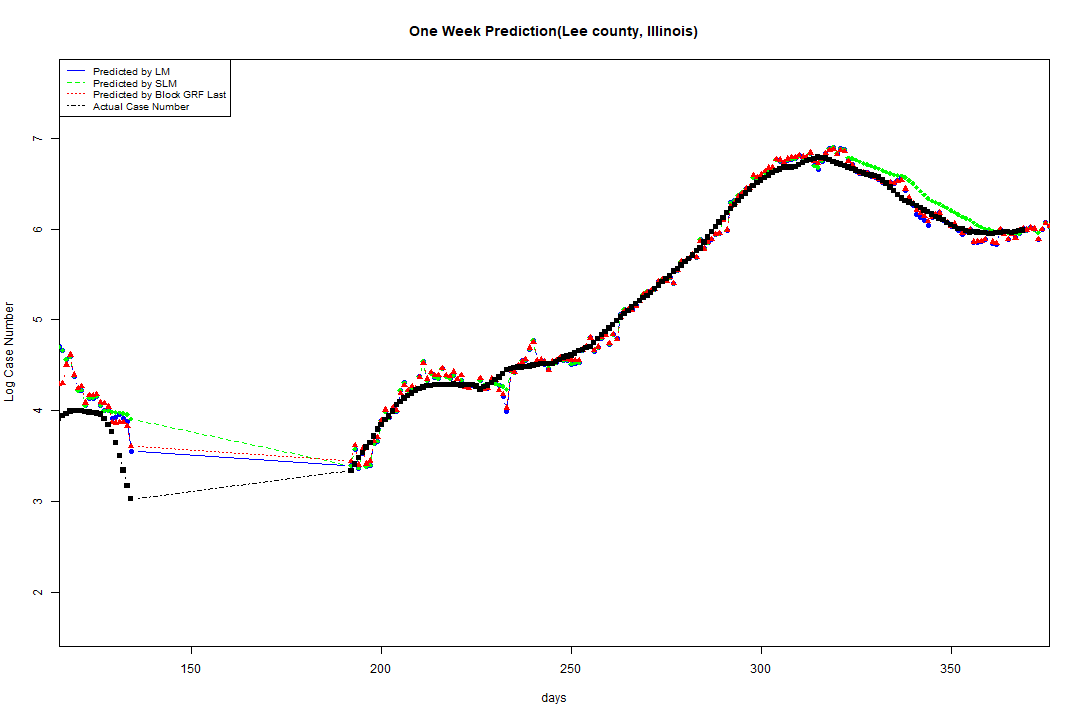 One Week Prediction(Lee county, Illinois)
Predicted by LM
Predicted by SLM
Predicted by Block GRF Last
Actual Case Number
Log Case Number
7
6
5
4
3
2
150 200 250 300 350
days